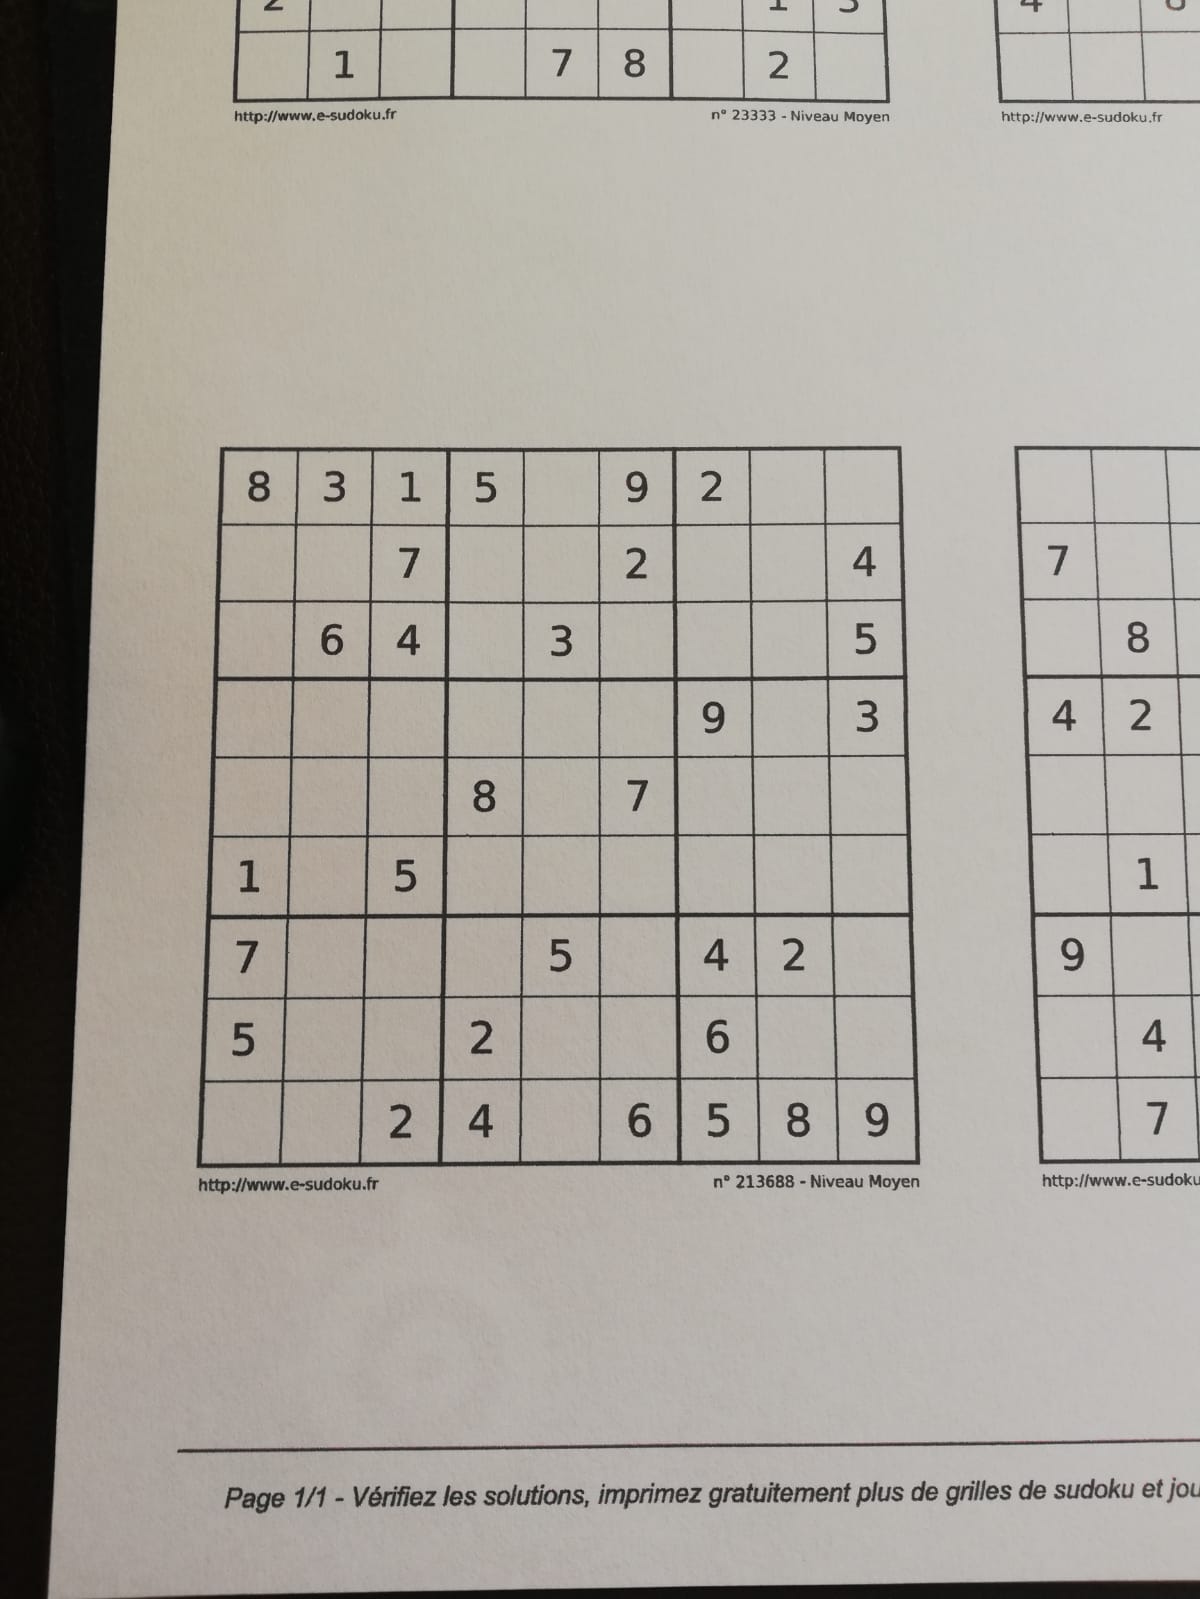 2 1
1 7 8 2
http://www.e-sudoku.fr n° 23333 - Niveau Moyen http://www.e-sudoku.fr
8 3 1 5 9 2
7 2 4 7
6 4 3 5 8
9 3 4 2
8 7
1 5 1
7 5 4 2 9
5 2 6 4
2 4 6 5 8 9 7
http://www.e-sudoku.fr n° 213688 - Niveau Moyen http://www.e-sudoku
Page 1/1 - Vérifiez les solutions, imprimez gratuitement plus de grilles de sudoku et jou